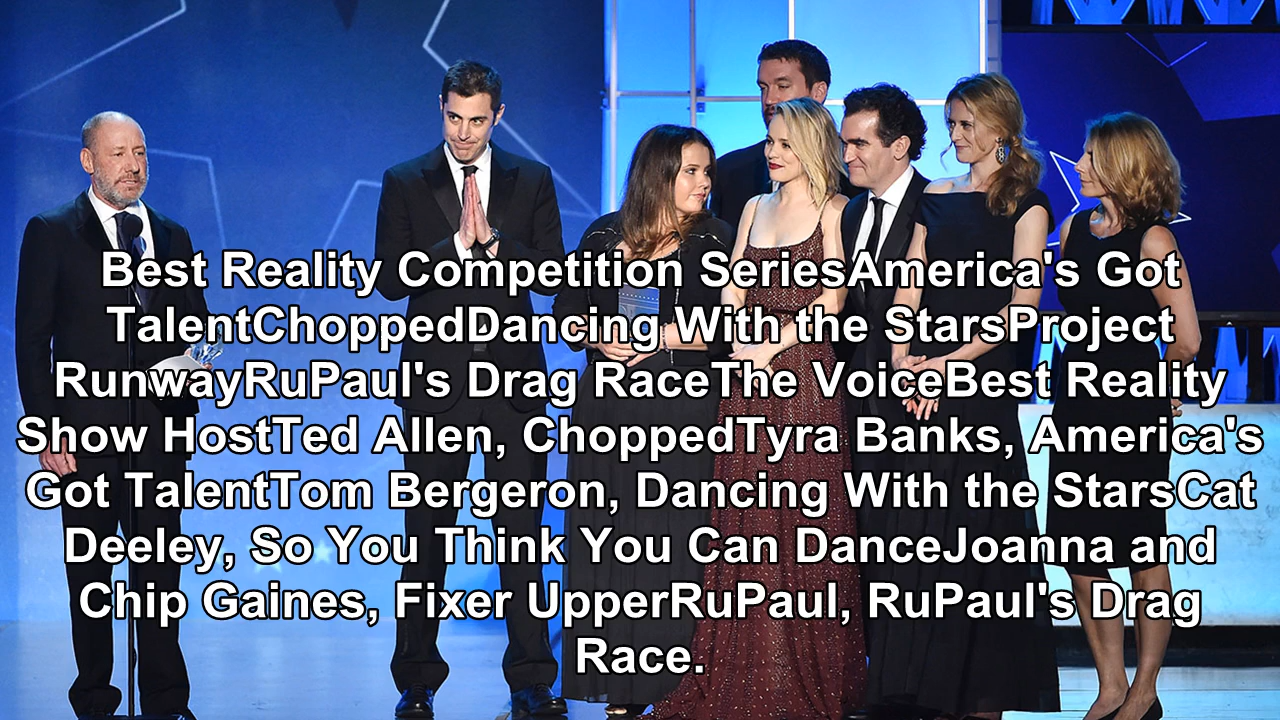 Best Reality Competition SeriesAmerica's Got
TalentChoppedDancing With the StarsProject
RunwayRuPaul's Drag RaceThe VoiceBest Reality
Show HostTed Allen, ChoppedTyra Banks, America's
Got TalentTom Bergeron, Dancing With the StarsCat
Deeley, So You Think You Can DanceJoanna and
Chip Gaines, Fixer UpperRuPaul, RuPaul's Drag
Race.